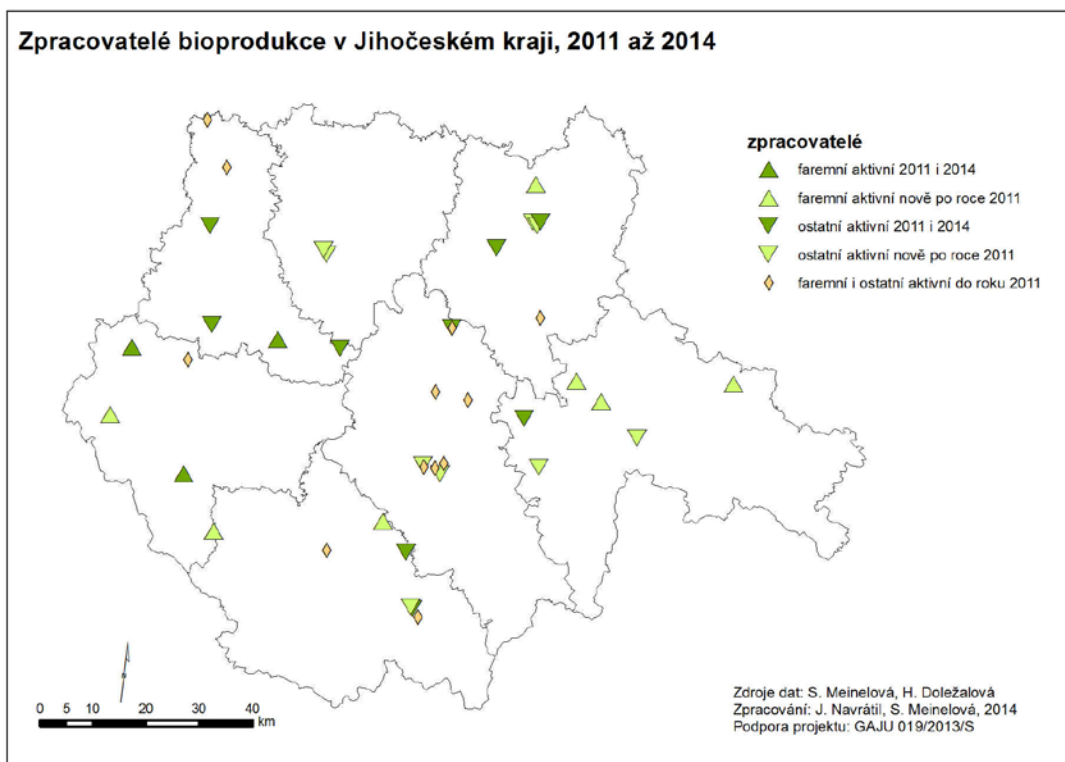 Zpracovatelé bioprodukce v Jihočeském kraji, 2011 až 2014
zpracovatelé
faremní aktivní 2011 i 2014
faremní aktivní nově po roce 2011
ostatní aktivní 2011 i 2014
ostatní aktivní nově po roce 2011
faremní i ostatní aktivní do roku 2011
0 5 10 20 30 40
km
Zdroje dat: S. Meinelová, H. Doležalová
Zpracování: J. Navrátil, S. Meinelová, 2014
Podpora projektu: GAJU 019/2013/S